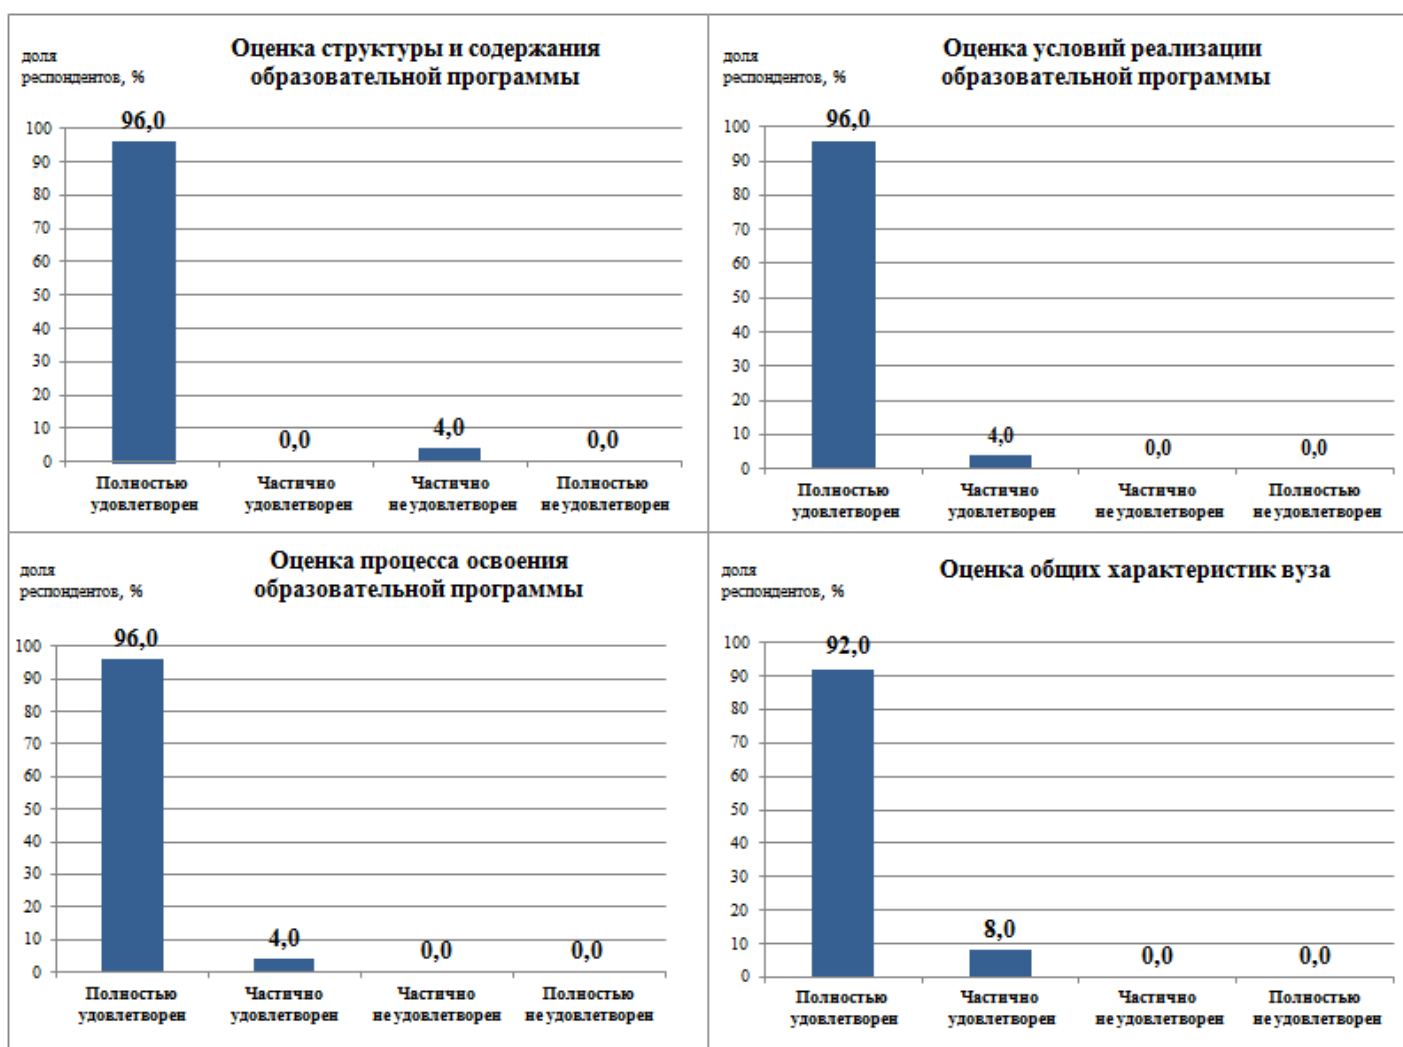 доля
респондентов, %
Оценка структуры и содержания
образовательной программы
96,0
100
90
80
70
60
50
40
30
20
10
0
0,0
4,0
0,0
Полностью
удовлетворен
Частично
удовлетворен
Частично
не удовлетворен
Полностью
не удовлетворен
доля
респондентов, %
Оценка условий реализации
образовательной программы
96,0
100
90
80
70
60
50
40
30
20
10
0
4,0
0,0
0,0
Полностью
удовлетворен
Частично
удовлетворен
Частично
не удовлетворен
Полностью
не удовлетворен
доля
респондентов, %
Оценка процесса освоения
образовательной программы
96,0
100
90
80
70
60
50
40
30
20
10
0
4,0
0,0
0,0
Полностью
удовлетворен
Частично
удовлетворен
Частично
не удовлетворен
Полностью
не удовлетворен
доля
респондентов, %
Оценка общих характеристик вуза
92,0
100
90
80
70
60
50
40
30
20
10
0
8,0
0,0
0,0
Полностью
удовлетворен
Частично
удовлетворен
Частично
не удовлетворен
Полностью
не удовлетворен